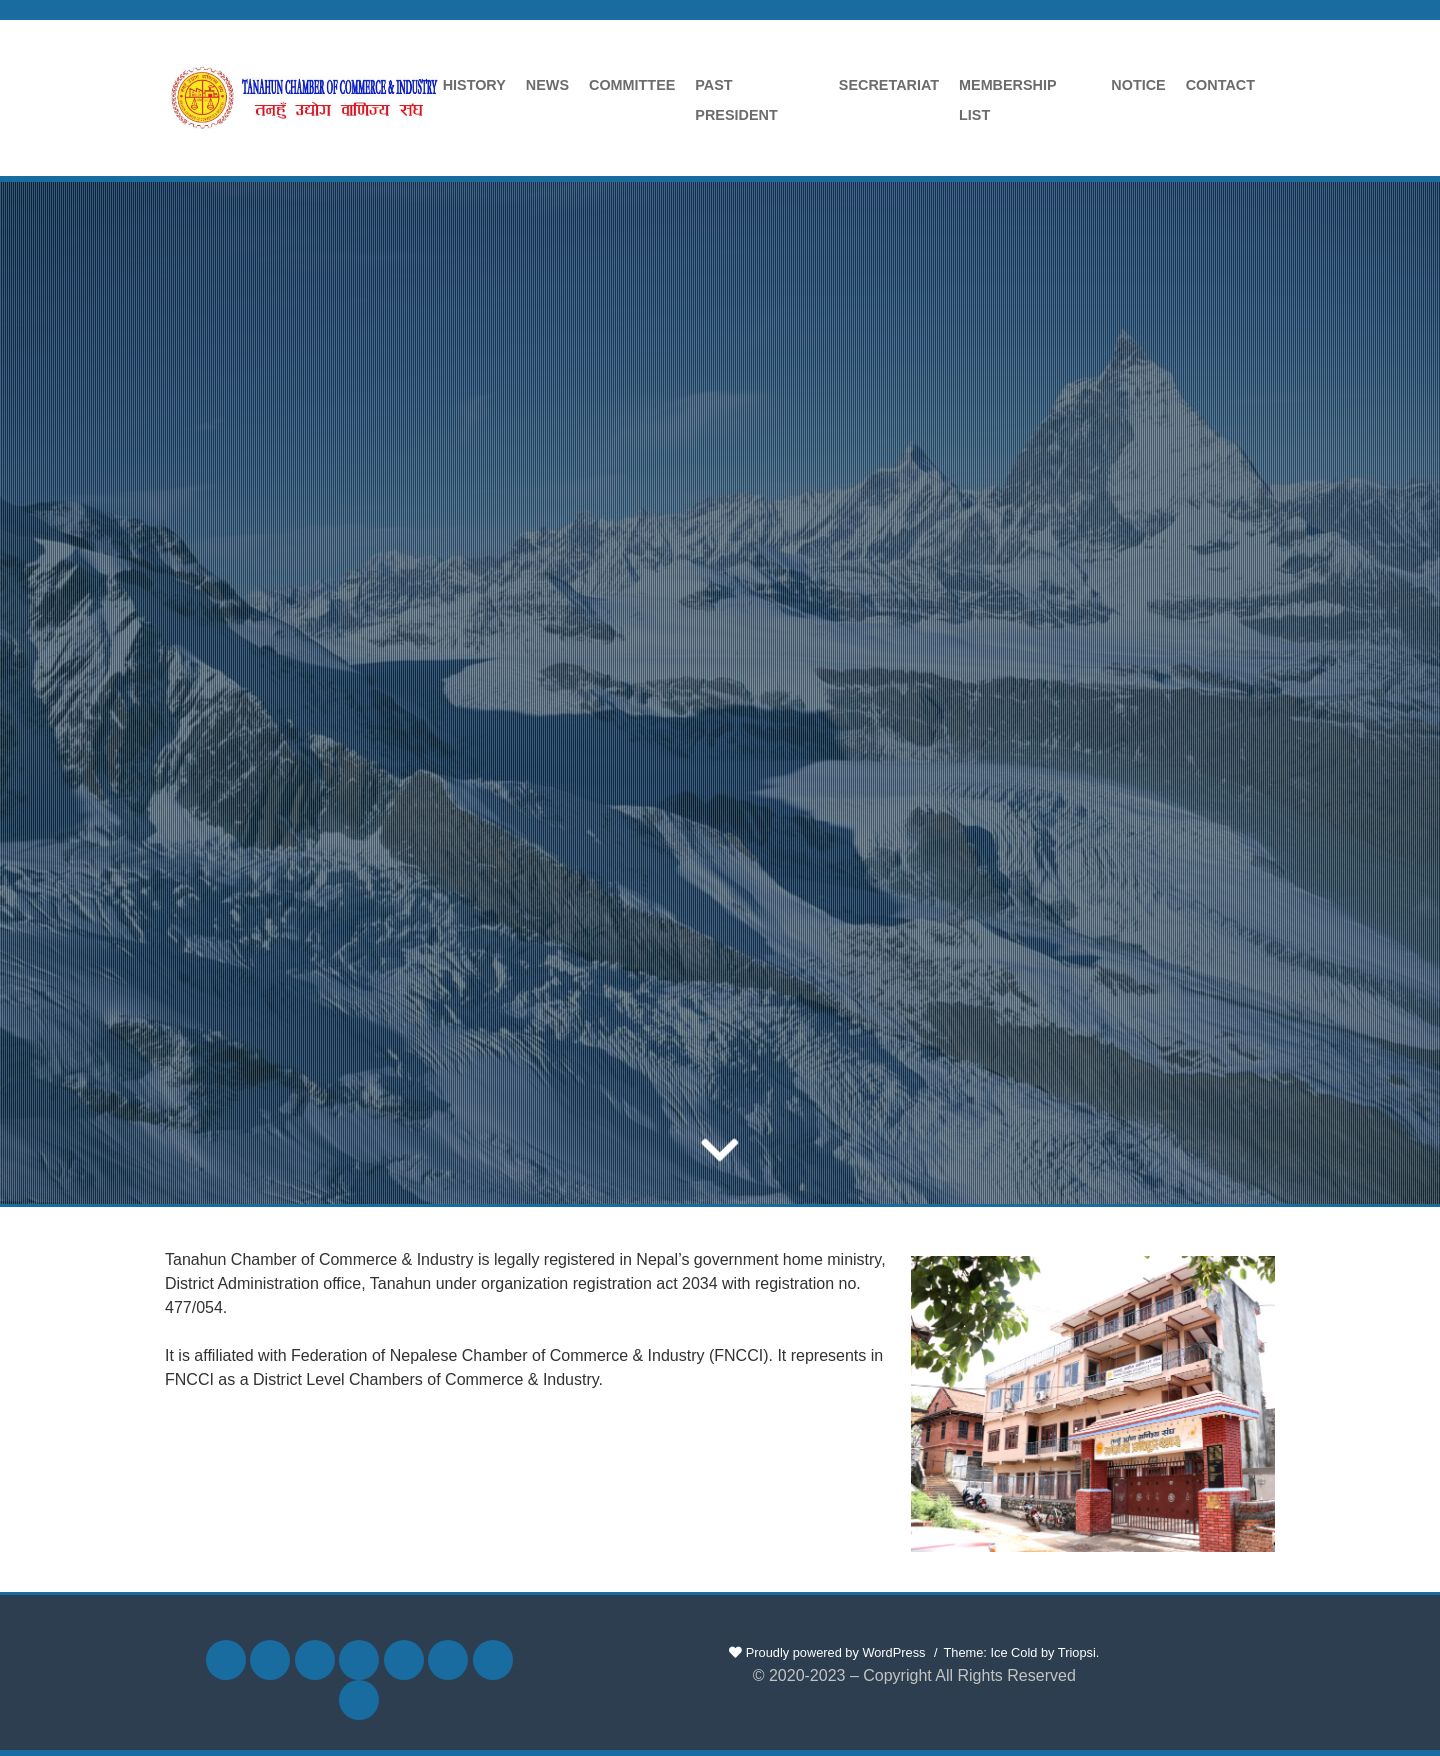 TANAHUN CHAMBER OF COMMERCE & INDUSTRY
तनहुँ उद्योग वाणिज्य संघ
HISTORY NEWS COMMITTEE PAST PRESIDENT SECRETARIAT MEMBERSHIP LIST NOTICE CONTACT
Tanahun Chamber of Commerce & Industry is legally registered in Nepal’s government home ministry,
District Administration office, Tanahun under organization registration act 2034 with registration no.
477/054.
It is affiliated with Federation of Nepalese Chamber of Commerce & Industry (FNCCI). It represents in
FNCCI as a District Level Chambers of Commerce & Industry.
Proudly powered by WordPress / Theme: Ice Cold by Triopsi.
© 2020-2023 – Copyright All Rights Reserved